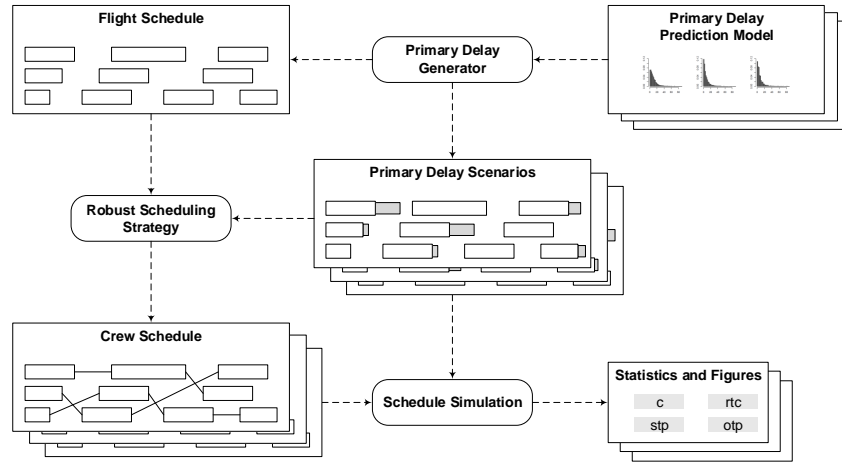 Flight Schedule
Primary Delay
Generator
Primary Delay
Prediction Model
Primary Delay Scenarios
Robust Scheduling
Strategy
Crew Schedule
Schedule Simulation
Statistics and Figures
c
rtc
stp
otp